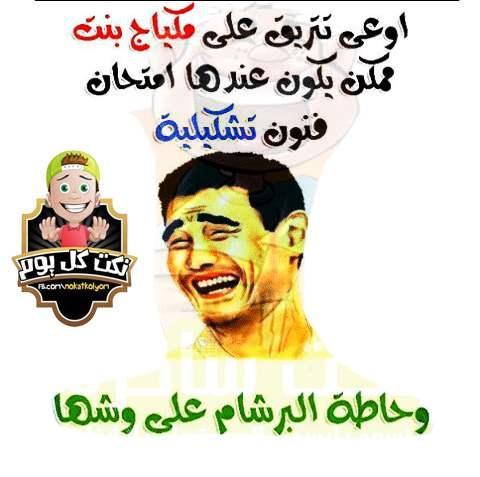 اوعى تتريق على مكياج بنت
ممكن يكون عندها امتحان
فنون تشكيلية
نكت كل يوم
FB.com\nokatkolyom
وحاطة البرشام على وشها